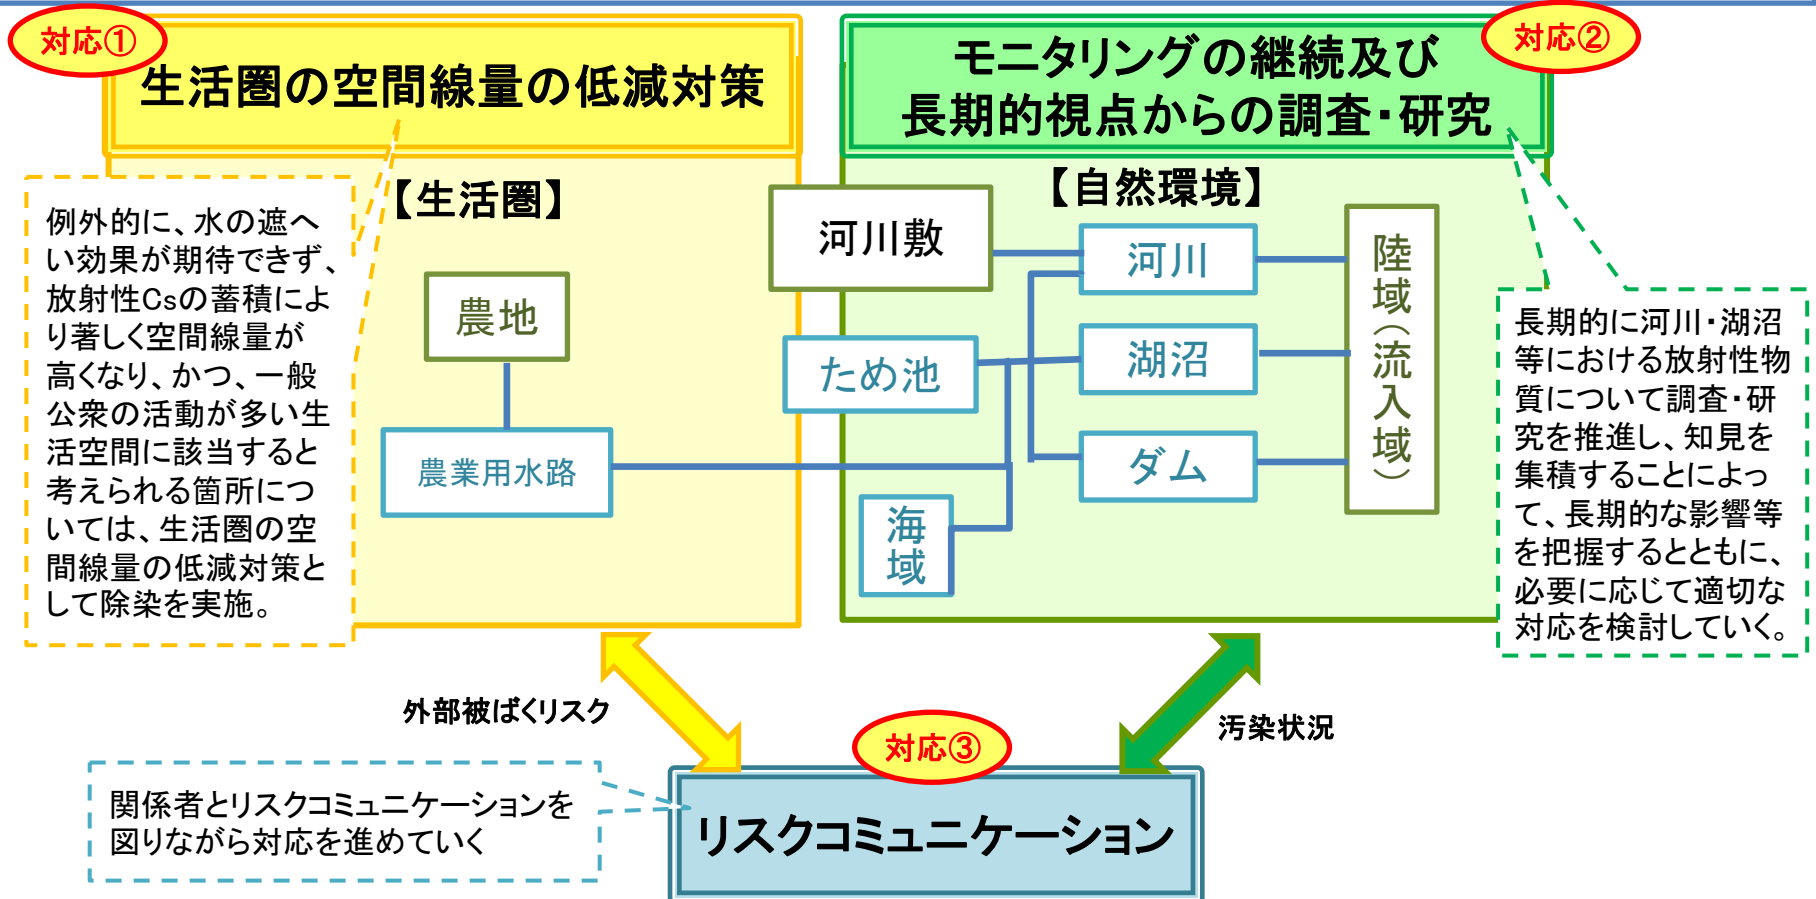 対応①
生活圏の空間線量の低減対策
対応②
モニタリングの継続及び
長期的視点からの調査・研究
【生活圏】
例外的に、水の遮へ
い効果が期待できず、
放射性Csの蓄積によ
り著しく空間線量が
高くなり、かつ、一般
公衆の活動が多い生
活空間に該当すると
考えられる箇所につ
いては、生活圏の空
間線量の低減対策と
して除染を実施。
農地
農業用水路
【自然環境】
河川敷
ため池
海域
河川
湖沼
ダム
陸域（流入域）
長期的に河川・湖沼
等における放射性物
質について調査・研
究を推進し、知見を
集積することによっ
て、長期的な影響等
を把握するとともに、
必要に応じて適切な
対応を検討していく。
外部被ばくリスク
汚染状況
対応③
リスクコミュニケーション
関係者とリスクコミュニケーションを
図りながら対応を進めていく